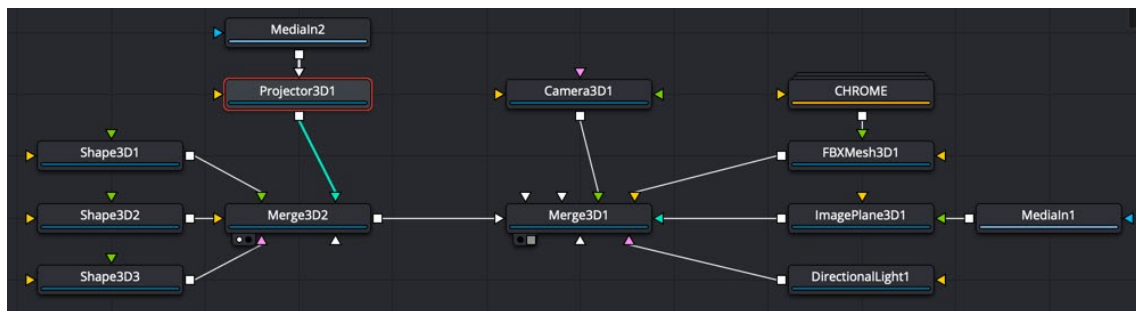 MediaIn2
Projector3D1
Camera3D1
CHROME
Shape3D1
FBXMesh3D1
Shape3D2
Merge3D2
Merge3D1
ImagePlane3D1
MediaIn1
Shape3D3
DirectionalLight1